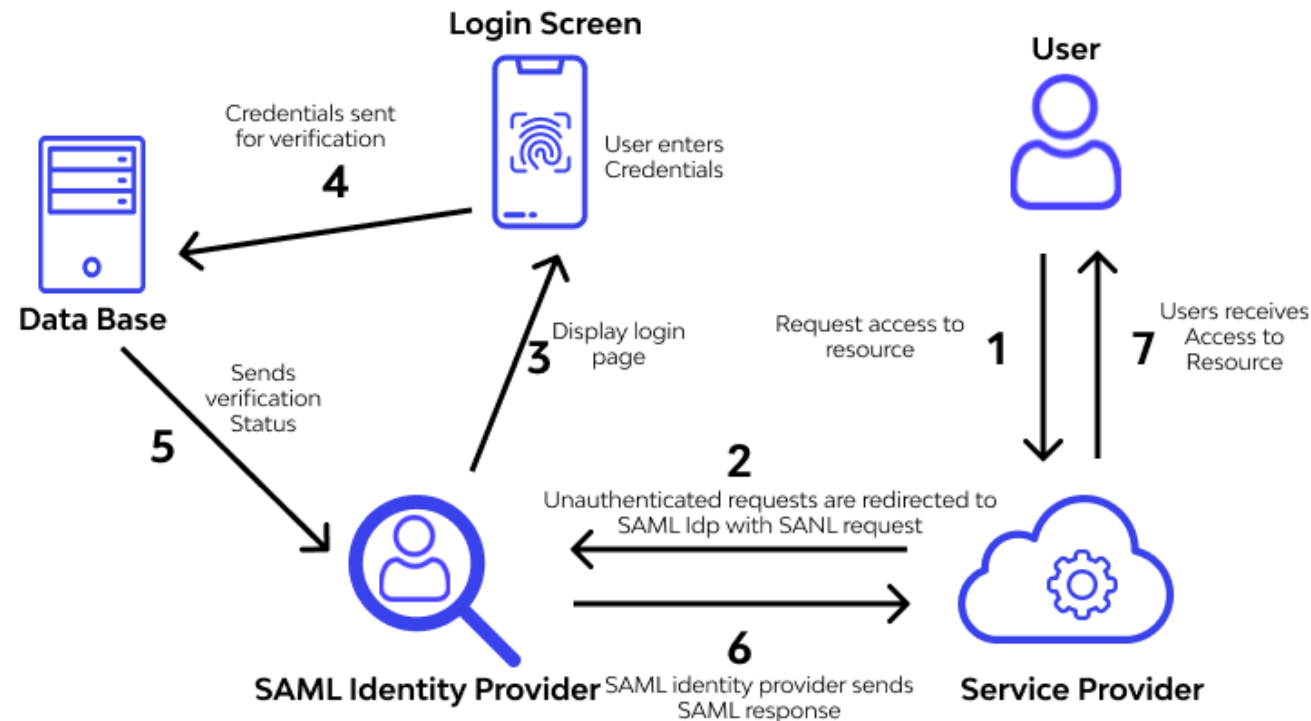 Login Screen
User
Credentials sent
for verification
4
User enters
Credentials
Data Base
Sends
verification
Status
5
3
Display login
page
Request access to
resource
1
7
Users receives
Access to
Resource
2
Unauthenticated requests are redirected to
SAML Idp with SANL request
6
SAML Identity Provider
SAML identity provider sends
SAML response
Service Provider